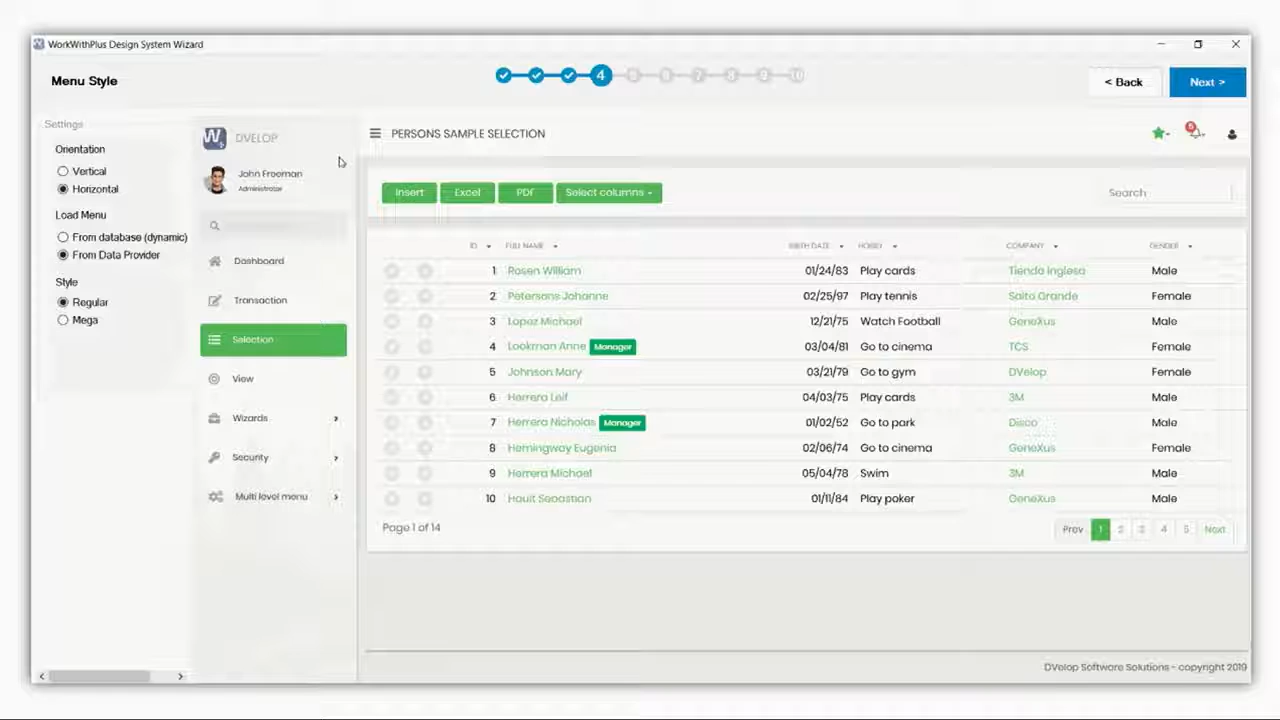 WorkWithPlus Design System Wizard
Menu Style
4 5 6 7 8 9 10
< Back
Next >
Settings
Orientation
Vertical
Horizontal
Load Menu
From database (dynamic)
From Data Provider
Style
Regular
Mega
W+ DVELOP
John Freeman
Administrator
Dashboard
Transaction
Selection
View
Wizards
Security
Multi level menu
PERSONS SAMPLE SELECTION
Insert Excel PDF Select columns
Search
ID FULL NAME BIRTH DATE HOBBY COMPANY GENDER
1 Rosen William 01/24/83 Play cards Tienda Inglesa Male
2 Petersons Johanne 02/25/97 Play tennis Salto Grande Female
3 Lopez Michael 12/21/75 Watch Football GeneXus Male
4 Lookman Anne Manager 03/04/81 Go to cinema TCS Female
5 Johnson Mary 03/21/79 Go to gym DVelop Female
6 Herrera Leif 04/03/75 Play cards 3M Male
7 Herrera Nicholas Manager 01/02/52 Go to park Disco Male
8 Hemingway Eugenia 02/06/74 Go to cinema GeneXus Female
9 Herrera Michael 05/04/78 Swim 3M Male
10 Hault Sebastian 01/11/84 Play poker GeneXus Male
Page 1 of 14
Prev 1 2 3 4 5 Next
DVelop Software Solutions - copyright 2019